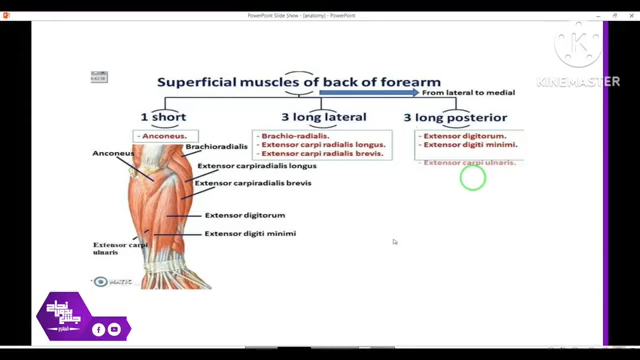 PowerPoint Slide Show - [anatomy] - PowerPoint
KINEMASTER
Superficial muscles of back of forearm
From lateral to medial
1 short
3 long lateral
3 long posterior
- Anconeus.
- Brachio-radialis.
- Extensor carpi radialis longus.
- Extensor carpi radialis brevis.
- Extensor digitorum.
- Extensor digiti minimi.
- Extensor carpi ulnaris.
Brachioradialis
Anconeus
Extensor carpiradialis longus
Extensor carpiradialis brevis
Extensor digitorum
Extensor digiti minimi
Extensor carpi
ulnaris
MATIC